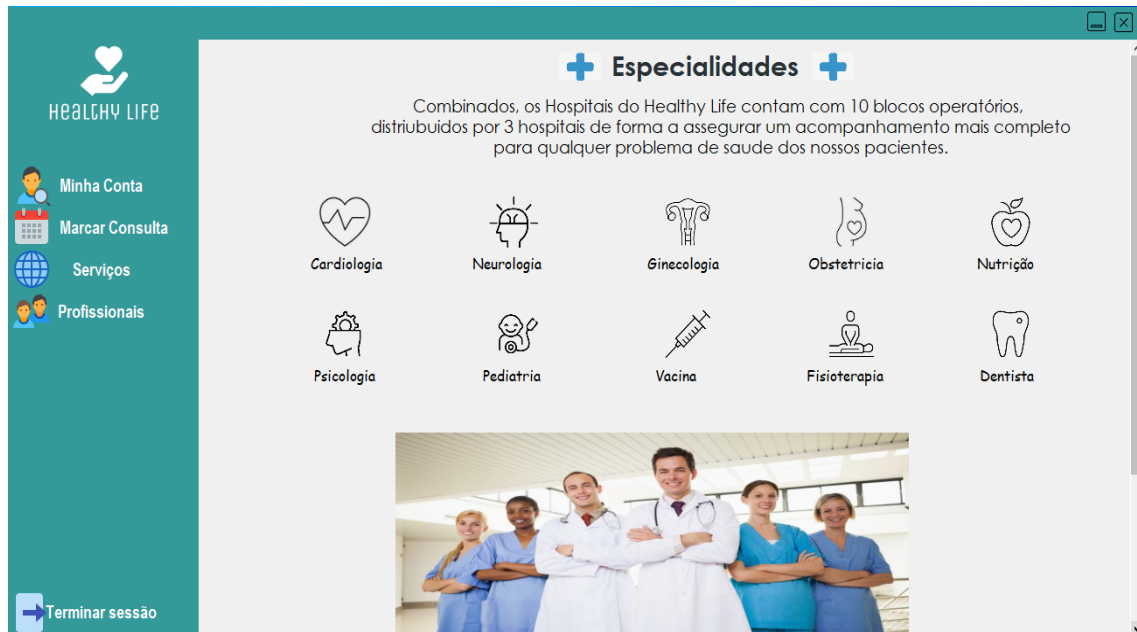 HEALTHY LIFE
Minha Conta
Marcar Consulta
Serviços
Profissionais
Terminar sessão
Especialidades
Combinados, os Hospitais do Healthy Life contam com 10 blocos operatórios,
distriubuidos por 3 hospitais de forma a assegurar um acompanhamento mais completo
para qualquer problema de saude dos nossos pacientes.
Cardiologia
Neurologia
Ginecologia
Obstetricia
Nutrição
Psicologia
Pediatria
Vacina
Fisioterapia
Dentista